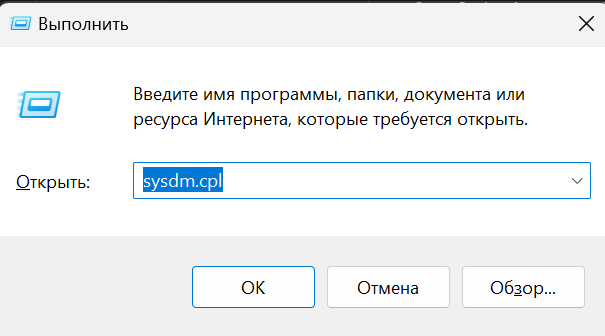 Выполнить
Введите имя программы, папки, документа или
ресурса Интернета, которые требуется открыть.
Открыть: sysdm.cpl
OK Отмена Обзор...